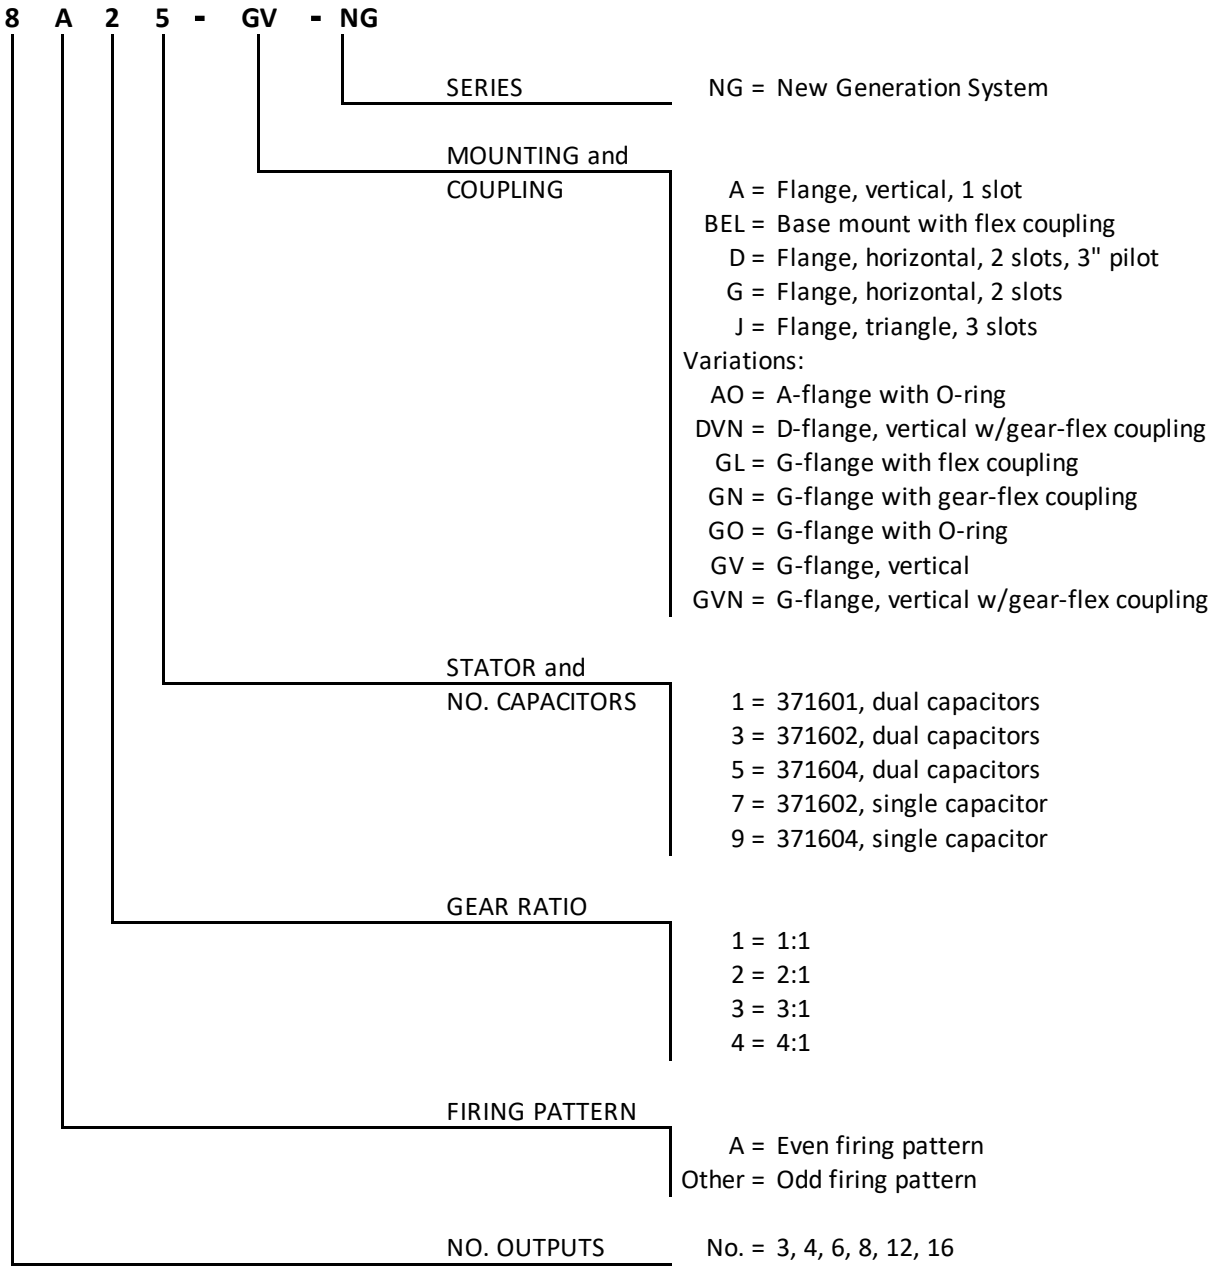 8 A 2 5 - GV - NG
SERIES NG = New Generation System
MOUNTING and
COUPLING A = Flange, vertical, 1 slot
BEL = Base mount with flex coupling
D = Flange, horizontal, 2 slots, 3" pilot
G = Flange, horizontal, 2 slots
J = Flange, triangle, 3 slots
Variations:
AO = A-flange with O-ring
DVN = D-flange, vertical w/gear-flex coupling
GL = G-flange with flex coupling
GN = G-flange with gear-flex coupling
GO = G-flange with O-ring
GV = G-flange, vertical
GVN = G-flange, vertical w/gear-flex coupling
STATOR and
NO. CAPACITORS 1 = 371601, dual capacitors
3 = 371602, dual capacitors
5 = 371604, dual capacitors
7 = 371602, single capacitor
9 = 371604, single capacitor
GEAR RATIO
1 = 1:1
2 = 2:1
3 = 3:1
4 = 4:1
FIRING PATTERN
A = Even firing pattern
Other = Odd firing pattern
NO. OUTPUTS No. = 3, 4, 6, 8, 12, 16